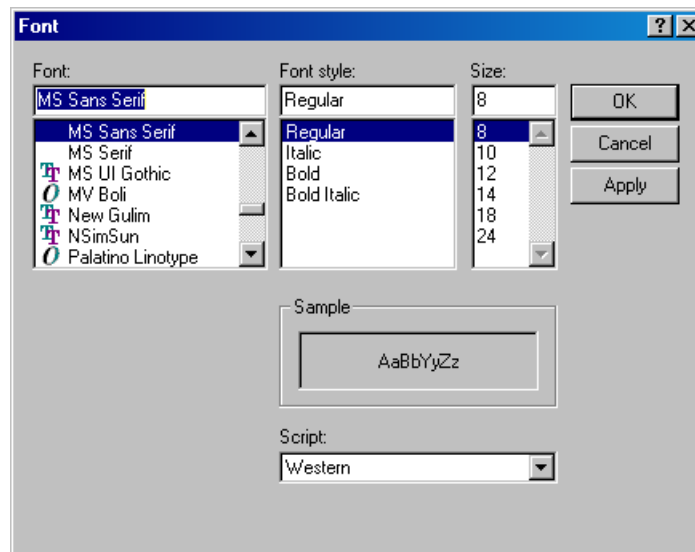 Font
Font:
MS Sans Serif
MS Sans Serif
MS Serif
MS UI Gothic
MV Boli
New Gulim
NSimSun
Palatino Linotype
Font style:
Regular
Regular
Italic
Bold
Bold Italic
Size:
8
8
10
12
14
18
24
OK
Cancel
Apply
Sample
AaBbYyZz
Script:
Western